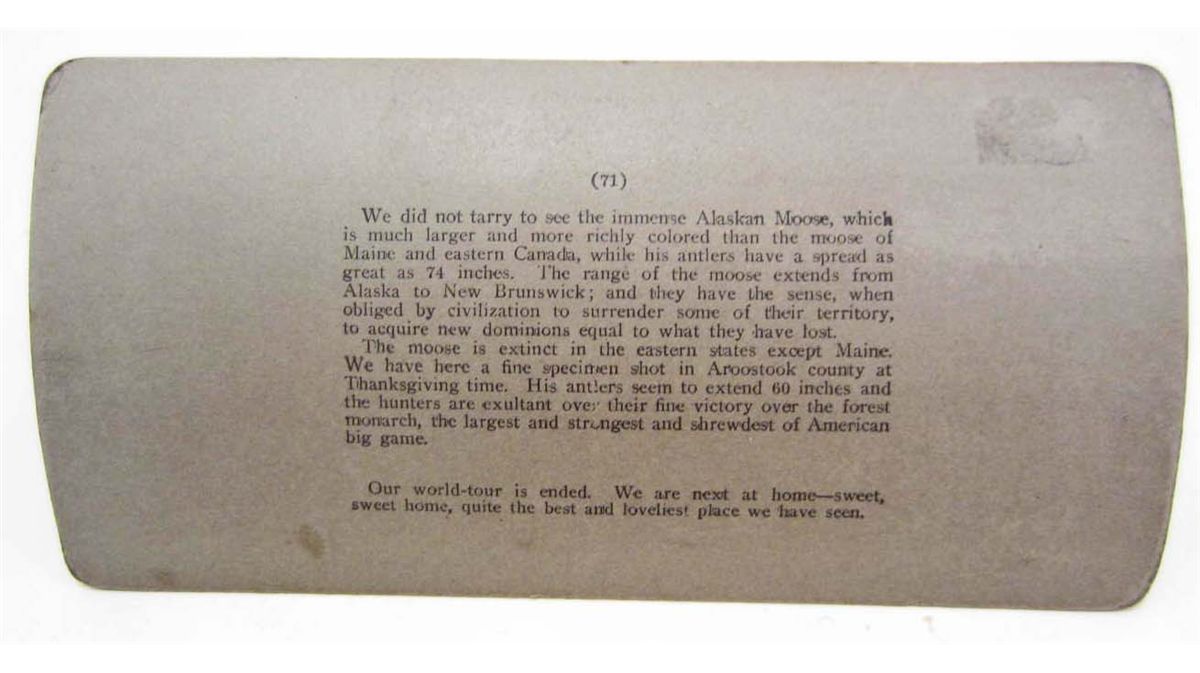 (71)
We did not tarry to see the immense Alaskan Moose, which
is much larger and more richly colored than the moose of
Maine and eastern Canada, while his antlers have a spread as
great as 74 inches. The range of the moose extends from
Alaska to New Brunswick; and they have the sense, when
obliged by civilization to surrender some of their territory,
to acquire new dominions equal to what they have lost.
The moose is extinct in the eastern states except Maine.
We have here a fine specimen shot in Aroostook county at
Thanksgiving time. His antlers seem to extend 60 inches and
the hunters are exultant over their fine victory over the forest
monarch, the largest and strongest and shrewdest of American
big game.
Our world-tour is ended. We are next at home—sweet,
sweet home, quite the best and loveliest place we have seen.